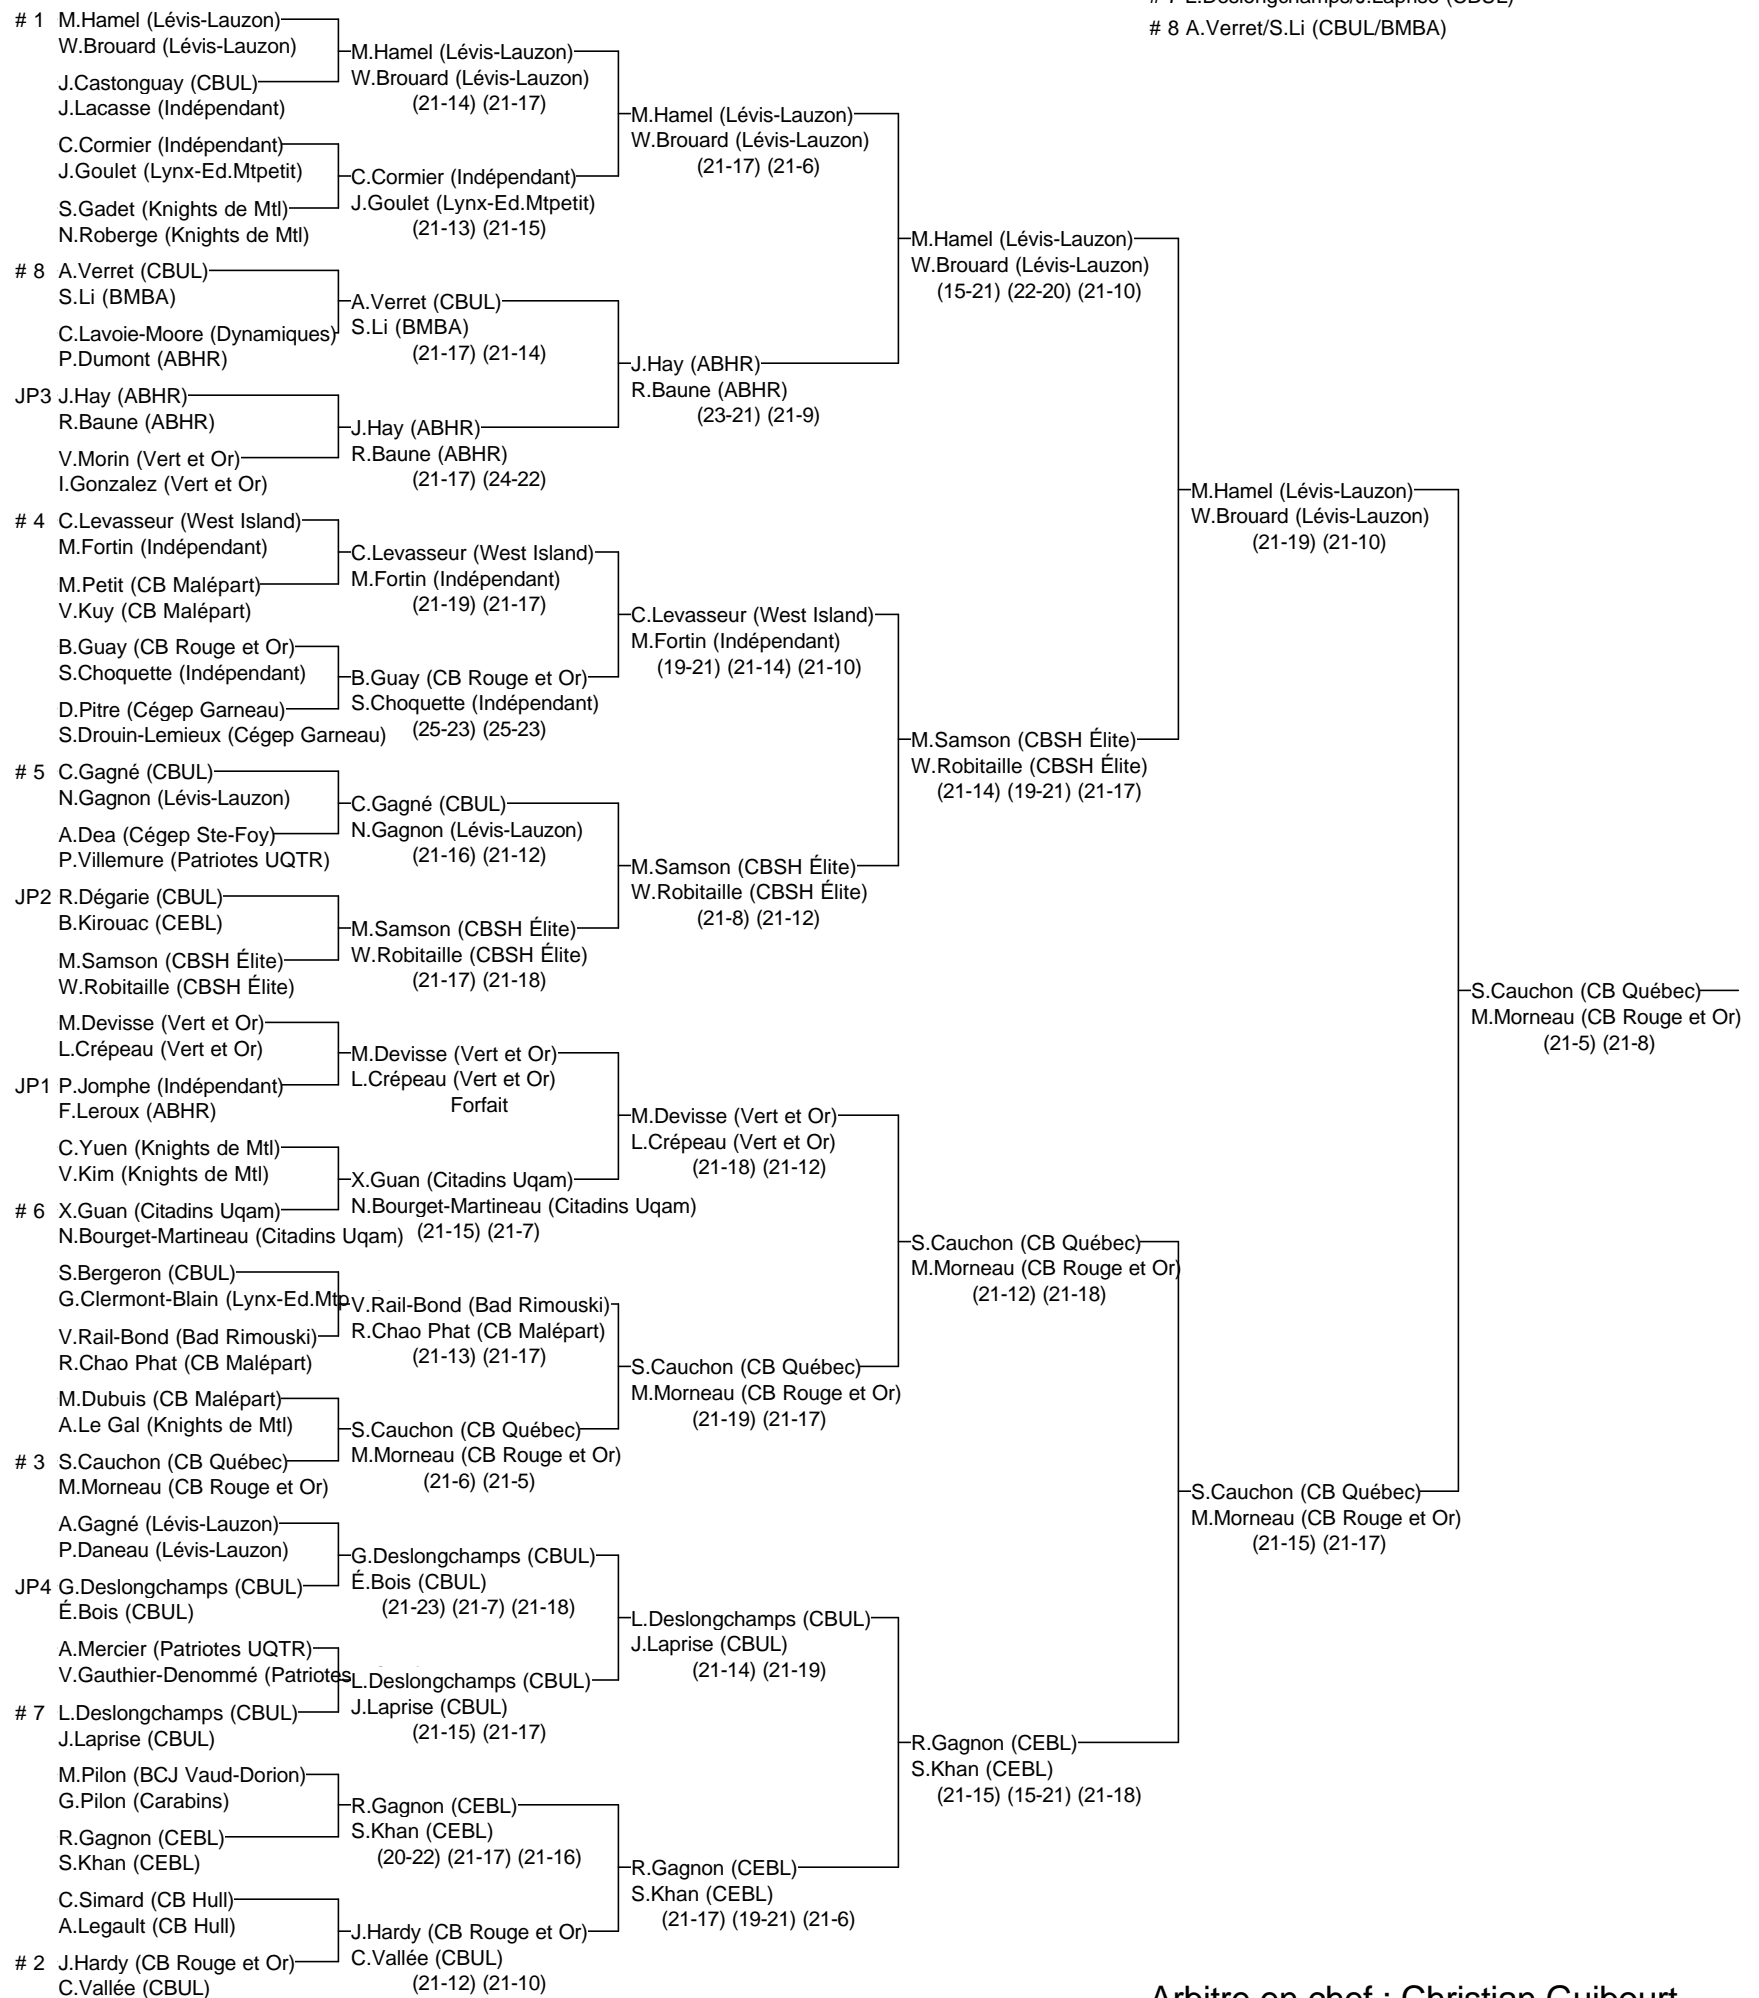 # 8 A.Verret/S.Li (CBUL/BMBA)
# 1 M.Hamel (Lévis-Lauzon)
W.Brouard (Lévis-Lauzon)
J.Castonguay (CBUL)
J.Lacasse (Indépendant)
C.Cormier (Indépendant)
J.Goulet (Lynx-Ed.Mtpetit)
S.Gadet (Knights de Mtl)
N.Roberge (Knights de Mtl)
# 8 A.Verret (CBUL)
S.Li (BMBA)
C.Lavoie-Moore (Dynamiques)
P.Dumont (ABHR)
JP3 J.Hay (ABHR)
R.Baune (ABHR)
V.Morin (Vert et Or)
I.Gonzalez (Vert et Or)
# 4 C.Levasseur (West Island)
M.Fortin (Indépendant)
M.Petit (CB Malépart)
V.Kuy (CB Malépart)
B.Guay (CB Rouge et Or)
S.Choquette (Indépendant)
D.Pitre (Cégep Garneau)
S.Drouin-Lemieux (Cégep Garneau)
# 5 C.Gagné (CBUL)
N.Gagnon (Lévis-Lauzon)
A.Dea (Cégep Ste-Foy)
P.Villemure (Patriotes UQTR)
JP2 R.Dégarie (CBUL)
B.Kirouac (CEBL)
M.Samson (CBSH Élite)
W.Robitaille (CBSH Élite)
M.Devisse (Vert et Or)
L.Crépeau (Vert et Or)
JP1 P.Jomphe (Indépendant)
F.Leroux (ABHR)
C.Yuen (Knights de Mtl)
V.Kim (Knights de Mtl)
# 6 X.Guan (Citadins Uqam)
N.Bourget-Martineau (Citadins Uqam)
S.Bergeron (CBUL)
G.Clermont-Blain (Lynx-Ed.Mtp
V.Rail-Bond (Bad Rimouski)
R.Chao Phat (CB Malépart)
M.Dubuis (CB Malépart)
A.Le Gal (Knights de Mtl)
# 3 S.Cauchon (CB Québec)
M.Morneau (CB Rouge et Or)
A.Gagné (Lévis-Lauzon)
P.Daneau (Lévis-Lauzon)
JP4 G.Deslongchamps (CBUL)
É.Bois (CBUL)
A.Mercier (Patriotes UQTR)
V.Gauthier-Denommé (Patriotes
# 7 L.Deslongchamps (CBUL)
J.Laprise (CBUL)
M.Pilon (BCJ Vaud-Dorion)
G.Pilon (Carabins)
R.Gagnon (CEBL)
S.Khan (CEBL)
C.Simard (CB Hull)
A.Legault (CB Hull)
# 2 J.Hardy (CB Rouge et Or)
C.Vallée (CBUL)
M.Hamel (Lévis-Lauzon)
W.Brouard (Lévis-Lauzon)
(21-14) (21-17)
C.Cormier (Indépendant)
J.Goulet (Lynx-Ed.Mtpetit)
(21-13) (21-15)
A.Verret (CBUL)
S.Li (BMBA)
(21-17) (21-14)
J.Hay (ABHR)
R.Baune (ABHR)
(21-17) (24-22)
C.Levasseur (West Island)
M.Fortin (Indépendant)
(21-19) (21-17)
B.Guay (CB Rouge et Or)
S.Choquette (Indépendant)
(25-23) (25-23)
C.Gagné (CBUL)
N.Gagnon (Lévis-Lauzon)
(21-16) (21-12)
M.Samson (CBSH Élite)
W.Robitaille (CBSH Élite)
(21-17) (21-18)
M.Devisse (Vert et Or)
L.Crépeau (Vert et Or)
Forfait
X.Guan (Citadins Uqam)
N.Bourget-Martineau (Citadins Uqam)
(21-15) (21-7)
V.Rail-Bond (Bad Rimouski)
R.Chao Phat (CB Malépart)
(21-13) (21-17)
S.Cauchon (CB Québec)
M.Morneau (CB Rouge et Or)
(21-6) (21-5)
G.Deslongchamps (CBUL)
É.Bois (CBUL)
(21-23) (21-7) (21-18)
L.Deslongchamps (CBUL)
J.Laprise (CBUL)
(21-15) (21-17)
R.Gagnon (CEBL)
S.Khan (CEBL)
(20-22) (21-17) (21-16)
J.Hardy (CB Rouge et Or)
C.Vallée (CBUL)
(21-12) (21-10)
M.Hamel (Lévis-Lauzon)
W.Brouard (Lévis-Lauzon)
(21-17) (21-6)
J.Hay (ABHR)
R.Baune (ABHR)
(23-21) (21-9)
C.Levasseur (West Island)
M.Fortin (Indépendant)
(19-21) (21-14) (21-10)
M.Samson (CBSH Élite)
W.Robitaille (CBSH Élite)
(21-8) (21-12)
M.Devisse (Vert et Or)
L.Crépeau (Vert et Or)
(21-18) (21-12)
S.Cauchon (CB Québec)
M.Morneau (CB Rouge et Or)
(21-19) (21-17)
L.Deslongchamps (CBUL)
J.Laprise (CBUL)
(21-14) (21-19)
R.Gagnon (CEBL)
S.Khan (CEBL)
(21-17) (19-21) (21-6)
M.Hamel (Lévis-Lauzon)
W.Brouard (Lévis-Lauzon)
(15-21) (22-20) (21-10)
M.Samson (CBSH Élite)
W.Robitaille (CBSH Élite)
(21-14) (19-21) (21-17)
S.Cauchon (CB Québec)
M.Morneau (CB Rouge et Or)
(21-12) (21-18)
R.Gagnon (CEBL)
S.Khan (CEBL)
(21-15) (15-21) (21-18)
M.Hamel (Lévis-Lauzon)
W.Brouard (Lévis-Lauzon)
(21-19) (21-10)
S.Cauchon (CB Québec)
M.Morneau (CB Rouge et Or)
(21-15) (21-17)
S.Cauchon (CB Québec)
M.Morneau (CB Rouge et Or)
(21-5) (21-8)
Arbitre en chef : Christian Guibourt